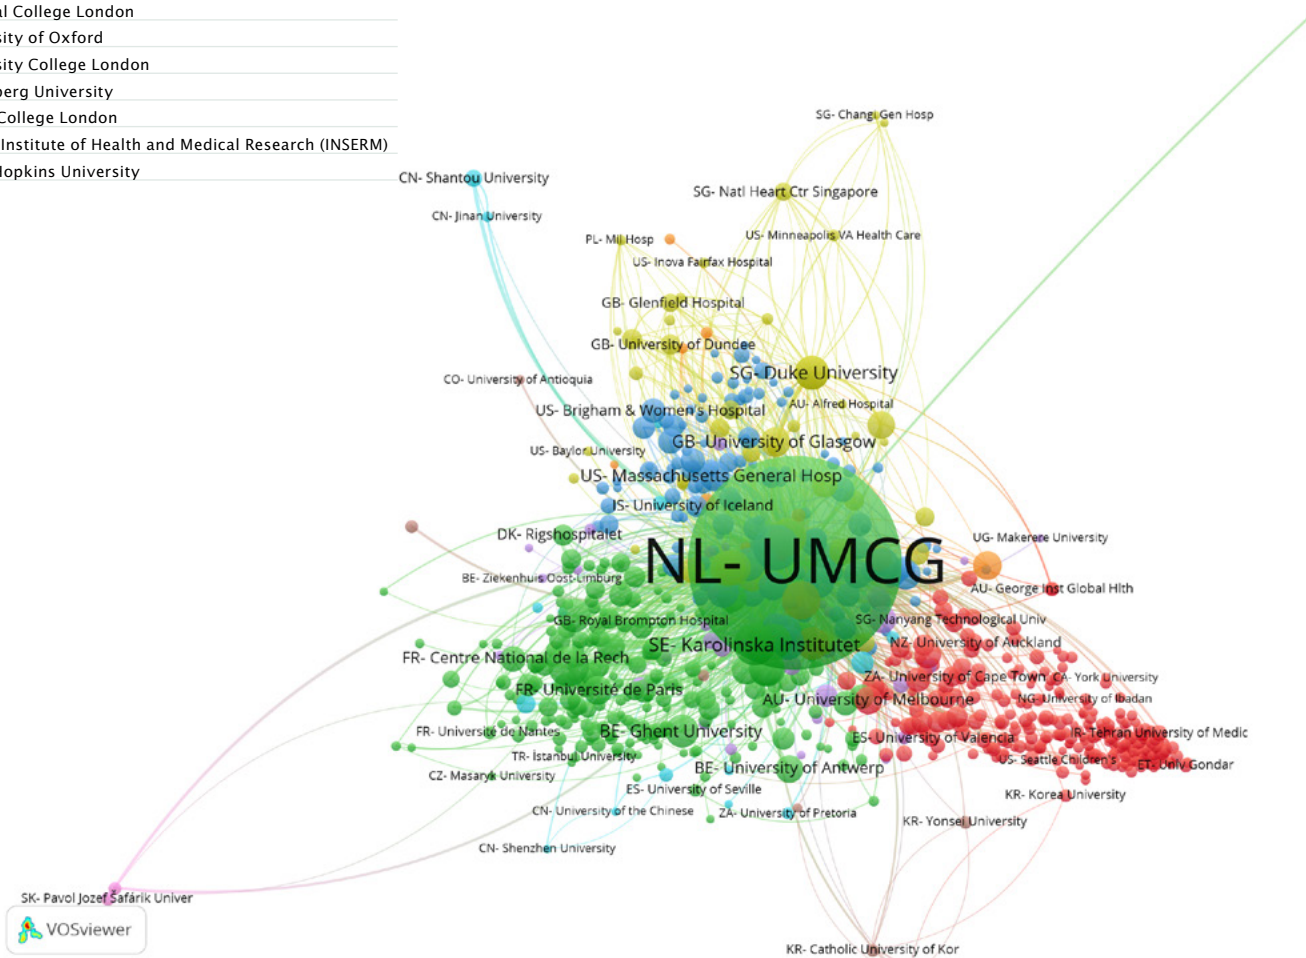 al College London
sity of Oxford
sity College London
berg University
College London
Institute of Health and Medical Research (INSERM)
Hopkins University
SG- Changi Gen Hosp
CN- Shantou University
SG- Natl Heart Ctr Singapore
CN- Jinan University
PL- Mil Hosp
US- Minneapolis VA Health Care
US- Inova Fairfax Hospital
GB- Glenfield Hospital
GB- University of Dundee
SG- Duke University
CO- University of Antioquia
US- Brigham & Women's Hospital
AU- Alfred Hospital
GB- University of Glasgow
US- Baylor University
US- Massachusetts General Hosp
IS- University of Iceland
DK- Rigshospitalet
UG- Makerere University
NL- UMCG
BE- Ziekenhuis Oost-Limburg
AU- George Inst Global Hlth
GB- Royal Brompton Hospital
SG- Nanyang Technological Univ
SE- Karolinska Institutet
NZ- University of Auckland
FR- Centre National de la Rech
ZA- University of Cape Town
CA- York University
FR- Université de Paris
AU- University of Melbourne
NG- University of Ibadan
FR- Université de Nantes
BE- Ghent University
ES- University of Valencia
IR- Tehran University of Medic
TR- İstanbul University
US- Seattle Children's
ET- Univ Gondar
CZ- Masaryk University
BE- University of Antwerp
ES- University of Seville
KR- Korea University
CN- University of the Chinese
ZA- University of Pretoria
KR- Yonsei University
CN- Shenzhen University
SK- Pavol Jozef Šafárik Univer
VOSviewer
KR- Catholic University of Kor